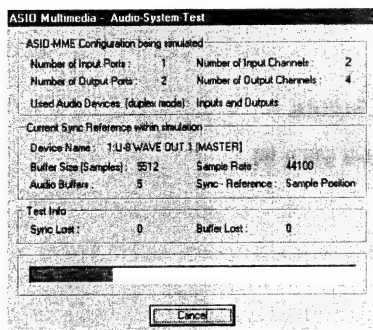 ASIO Multimedia - Audio-System-Test
ASIO-MME Configuration being simulated
Number of Input Ports : 1 Number of Input Channels : 2
Number of Output Ports : 2 Number of Output Channels : 4
Used Audio Devices (duplex mode) : Inputs and Outputs
Current Sync Reference within simulation
Device Name : 1:U-8 WAVE OUT 1 [MASTER]
Buffer Size (Samples) : 5512 Sample Rate : 44100
Audio Buffers : 5 Sync - Reference : Sample Position
Test Info
Sync Lost : 0 Buffer Lost : 0
Cancel